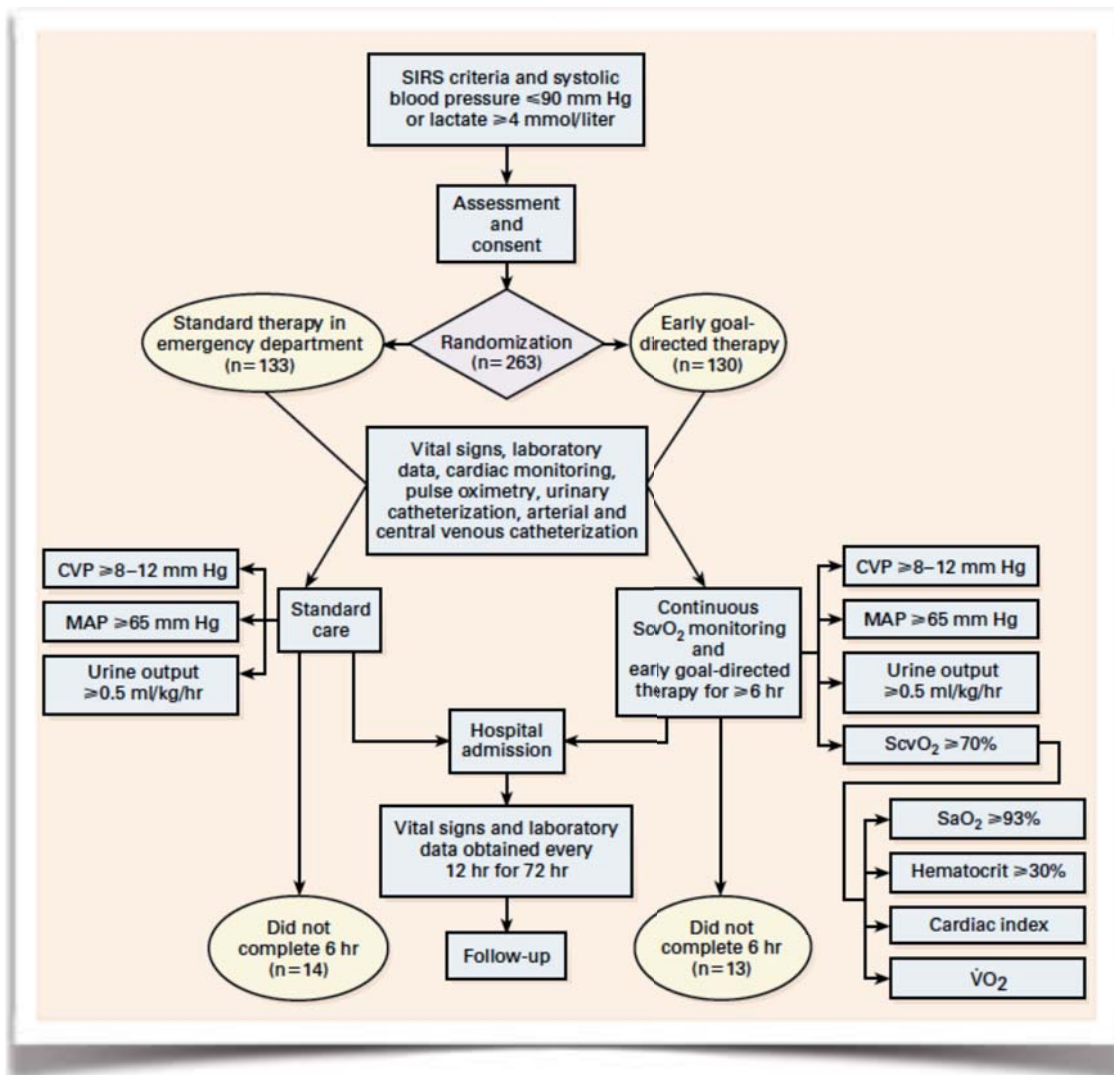 SIRS criteria and systolic
blood pressure ≤90 mm Hg
or lactate ≥4 mmol/liter
Assessment
and
consent
Standard therapy in
emergency department
(n=133)
Randomization
(n=263)
Early goal-
directed therapy
(n=130)
Vital signs, laboratory
data, cardiac monitoring,
pulse oximetry, urinary
catheterization, arterial and
central venous catheterization
CVP ≥8–12 mm Hg
MAP ≥65 mm Hg
Urine output
≥0.5 ml/kg/hr
Standard
care
Continuous
ScvO₂ monitoring
and
early goal-directed
therapy for ≥6 hr
CVP ≥8–12 mm Hg
MAP ≥65 mm Hg
Urine output
≥0.5 ml/kg/hr
ScvO₂ ≥70%
Hospital
admission
SaO₂ ≥93%
Hematocrit ≥30%
Cardiac index
V̇O₂
Vital signs and laboratory
data obtained every
12 hr for 72 hr
Did not
complete 6 hr
(n=14)
Follow-up
Did not
complete 6 hr
(n=13)